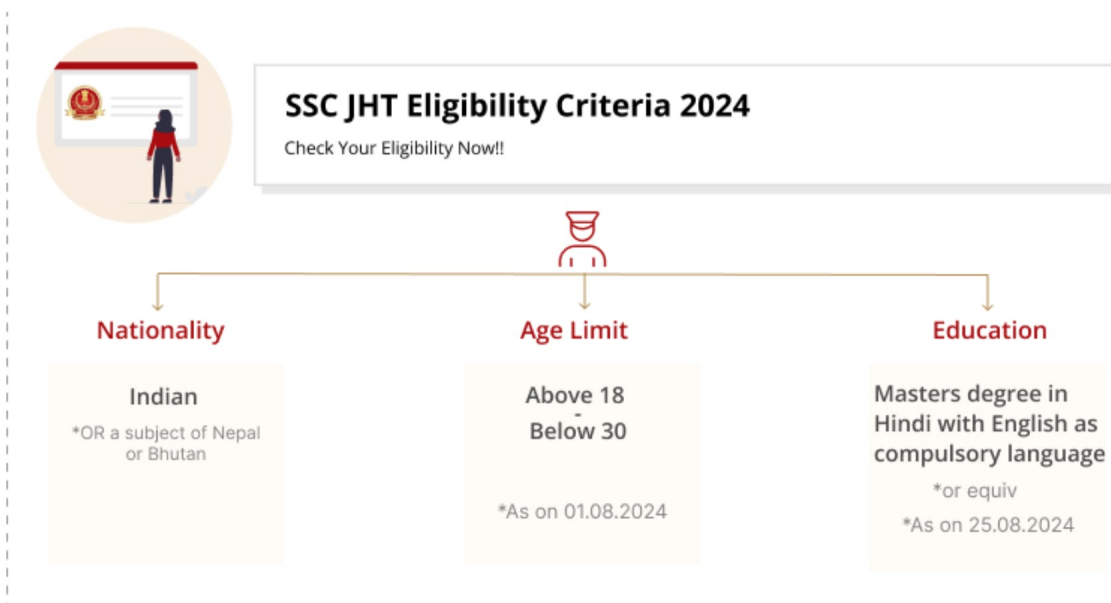 SSC JHT Eligibility Criteria 2024
Check Your Eligibility Now!!
Nationality
Indian
*OR a subject of Nepal
or Bhutan
Age Limit
Above 18
-
Below 30
*As on 01.08.2024
Education
Masters degree in
Hindi with English as
compulsory language
*or equiv
*As on 25.08.2024